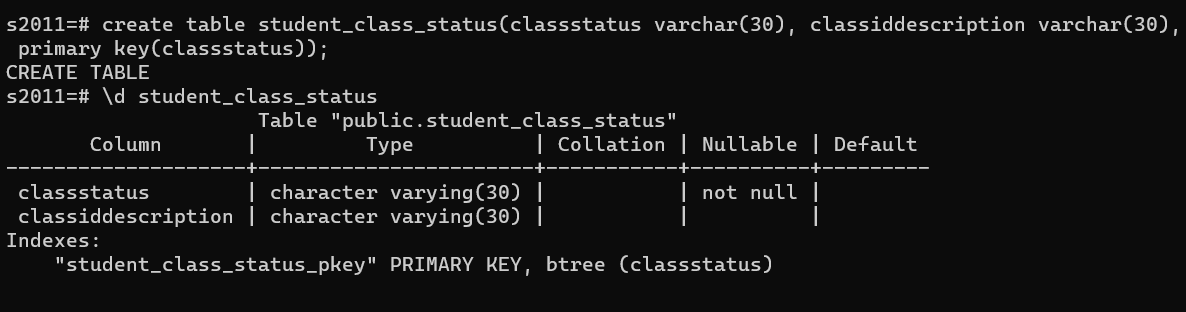 s2011=# create table student_class_status(classstatus varchar(30), classiddescription varchar(30),
 primary key(classstatus));
CREATE TABLE
s2011=# \d student_class_status
                     Table "public.student_class_status"
       Column       |         Type          | Collation | Nullable | Default
--------------------+-----------------------+-----------+----------+---------
 classstatus        | character varying(30) |           | not null |
 classiddescription | character varying(30) |           |          |
Indexes:
    "student_class_status_pkey" PRIMARY KEY, btree (classstatus)